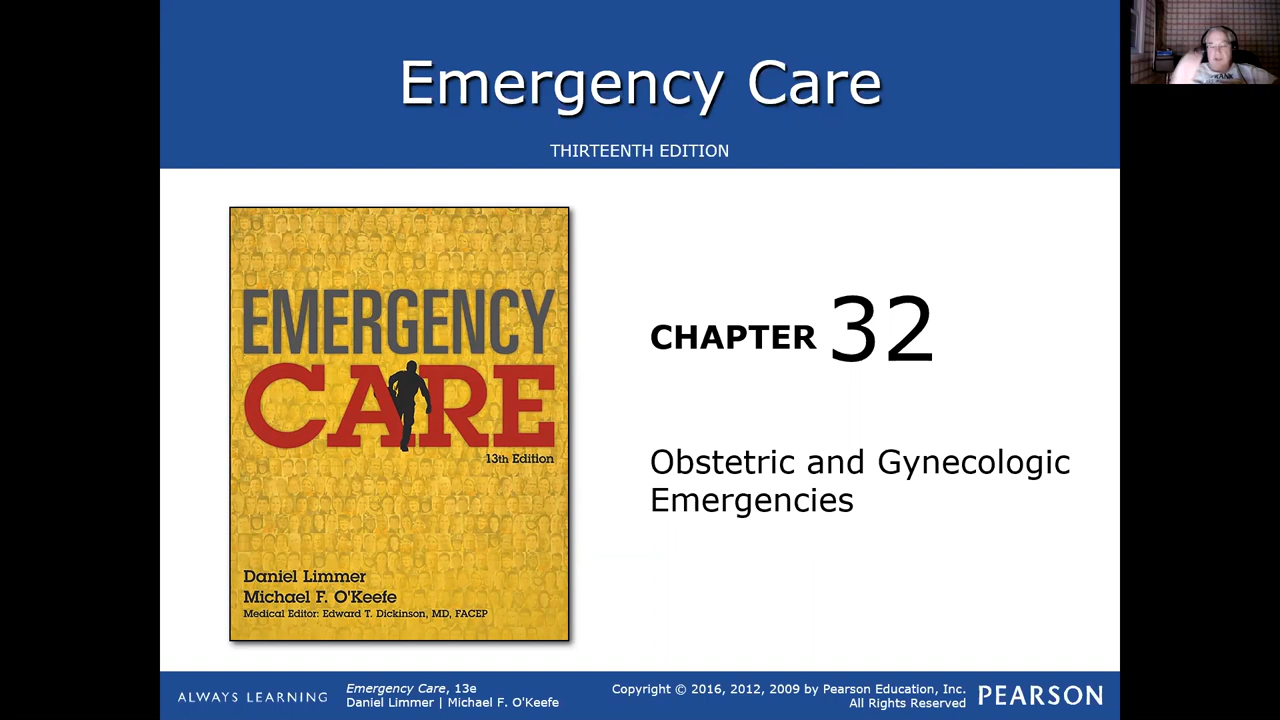 Emergency Care
THIRTEENTH EDITION
EMERGENCY
CARE
13th Edition
Daniel Limmer
Michael F. O'Keefe
Medical Editor: Edward T. Dickinson, MD, FACEP
CHAPTER 32
Obstetric and Gynecologic
Emergencies
ALWAYS LEARNING
Emergency Care, 13e
Daniel Limmer | Michael F. O'Keefe
Copyright © 2016, 2012, 2009 by Pearson Education, Inc.
All Rights Reserved
PEARSON